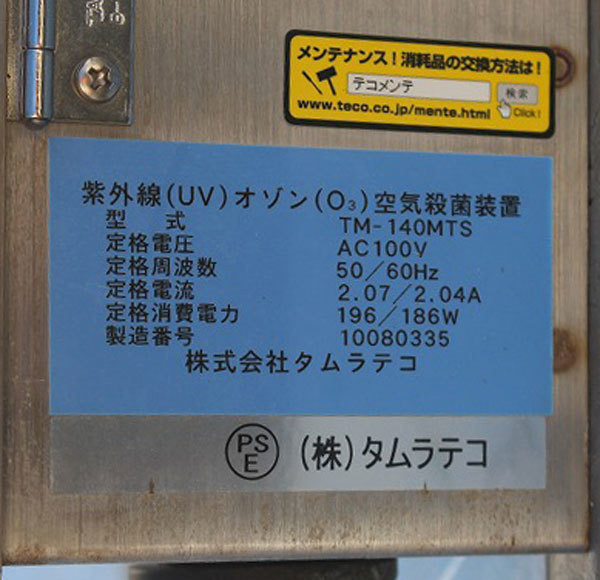 メンテナンス!消耗品の交換方法は!
テコメンテ 検索
www.teco.co.jp/mente.html Click!
紫外線(UV)オゾン(O₃)空気殺菌装置
型 式 TM-140MTS
定格電圧 AC100V
定格周波数 50/60Hz
定格電流 2.07/2.04A
定格消費電力 196/186W
製造番号 10080335
株式会社タムラテコ
PS
E (株)タムラテコ